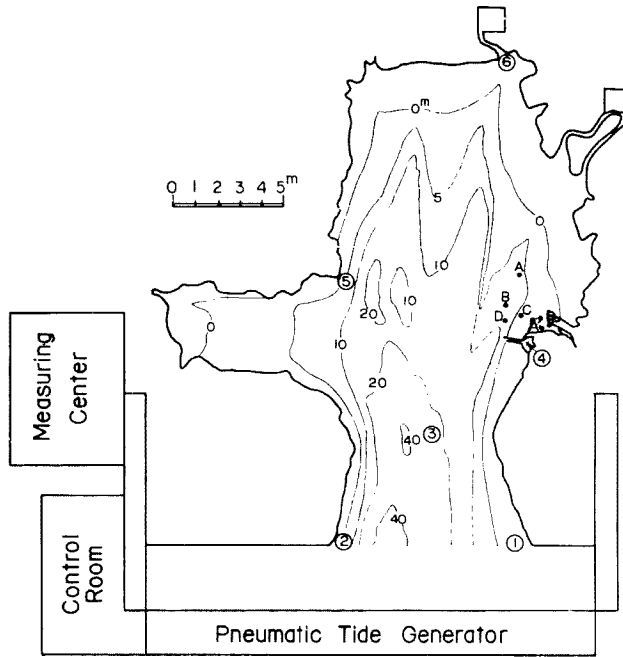 ⑥
0ᵐ
0 1 2 3 4 5ᵐ
5
0
10
A
⑤
10
B
20
C
D
0
A'
10
④
20
40
③
40
②
①
Measuring
Center
Control
Room
Pneumatic Tide Generator